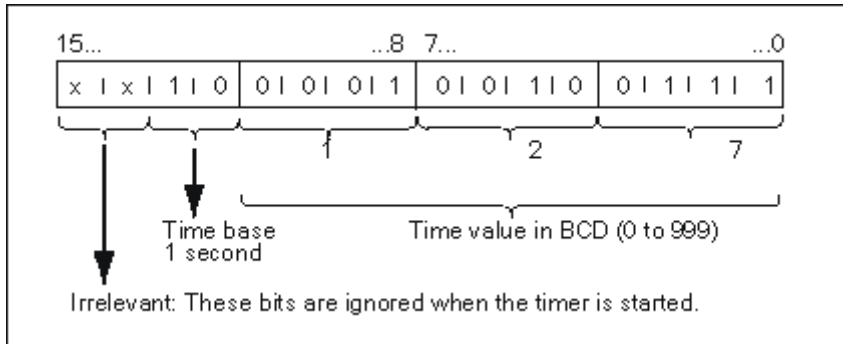 15... ...8 7... ...0
x | x | 1 | 0 0 | 0 | 0 | 1 0 | 0 | 1 | 0 0 | 1 | 1 | 1
1 2 7
Time base
1 second
Time value in BCD (0 to 999)
Irrelevant: These bits are ignored when the timer is started.